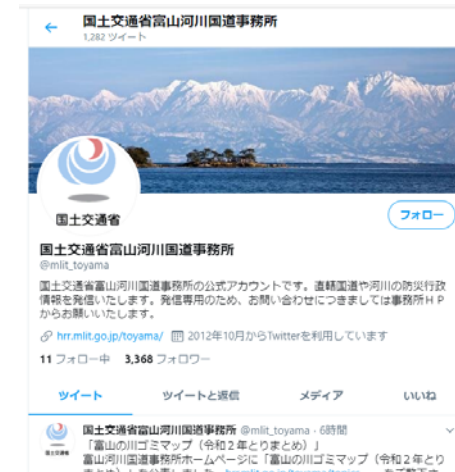 国土交通省富山河川国道事務所
1,282 ツイート
国土交通省
フォロー
国土交通省富山河川国道事務所
@mlit_toyama
国土交通省富山河川国道事務所の公式アカウントです。直轄国道や河川の防災行政
情報を発信いたします。発信専用のため、お問い合わせにつきましては事務所HP
からお願いいたします。
hrr.mlit.go.jp/toyama/ 2012年10月からTwitterを利用しています
11 フォロー中 3,368 フォロワー
ツイート ツイートと返信 メディア いいね
国土交通省富山河川国道事務所 @mlit_toyama · 6時間
国土交通省
「富山の川ゴミマップ（令和２年とりまとめ）」
富山河川国道事務所ホームページに「富山の川ゴミマップ（令和２年とり